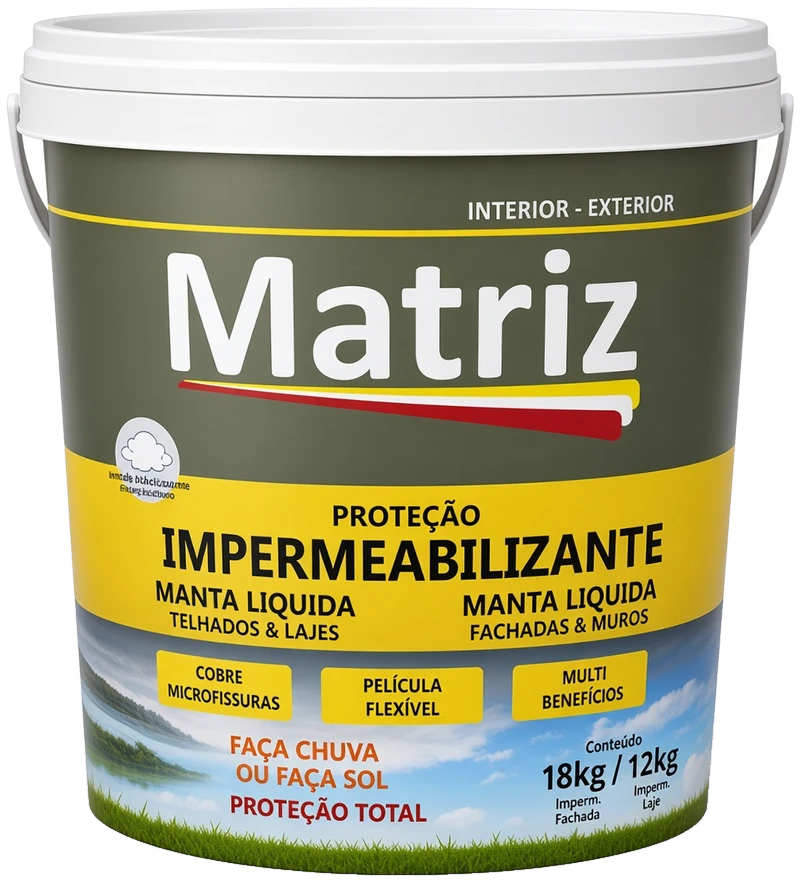 INTERIOR - EXTERIOR
Matriz
PROTEÇÃO
IMPERMEABILIZANTE
MANTA LIQUIDA
TELHADOS & LAJES
MANTA LIQUIDA
FACHADAS & MUROS
COBRE
MICROFISSURAS
PELÍCULA
FLEXÍVEL
MULTI
BENEFÍCIOS
FAÇA CHUVA
OU FAÇA SOL
PROTEÇÃO TOTAL
Conteúdo
18kg / 12kg
Imperm.
Fachada
Imperm.
Laje